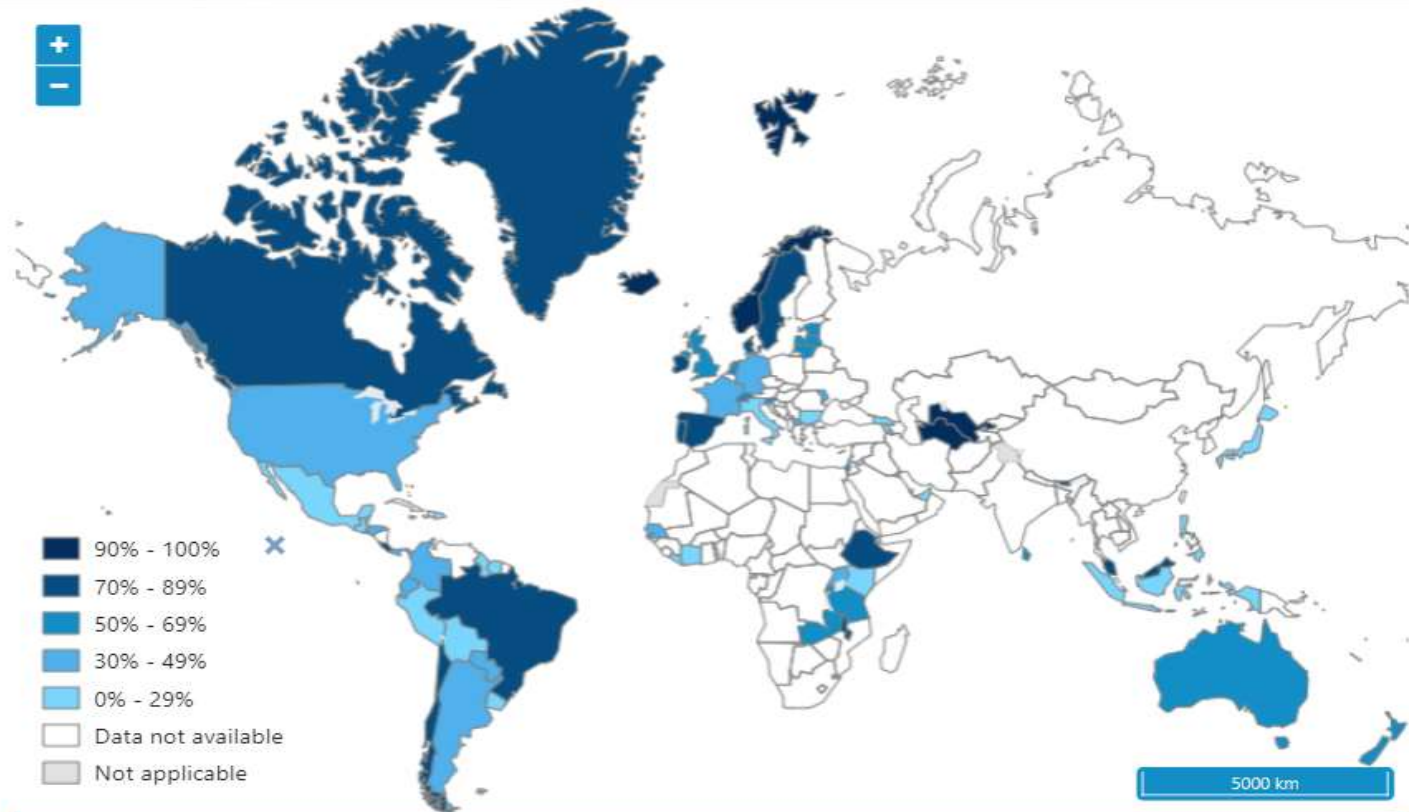 +
−
90% - 100%
70% - 89%
50% - 69%
30% - 49%
0% - 29%
Data not available
Not applicable
5000 km